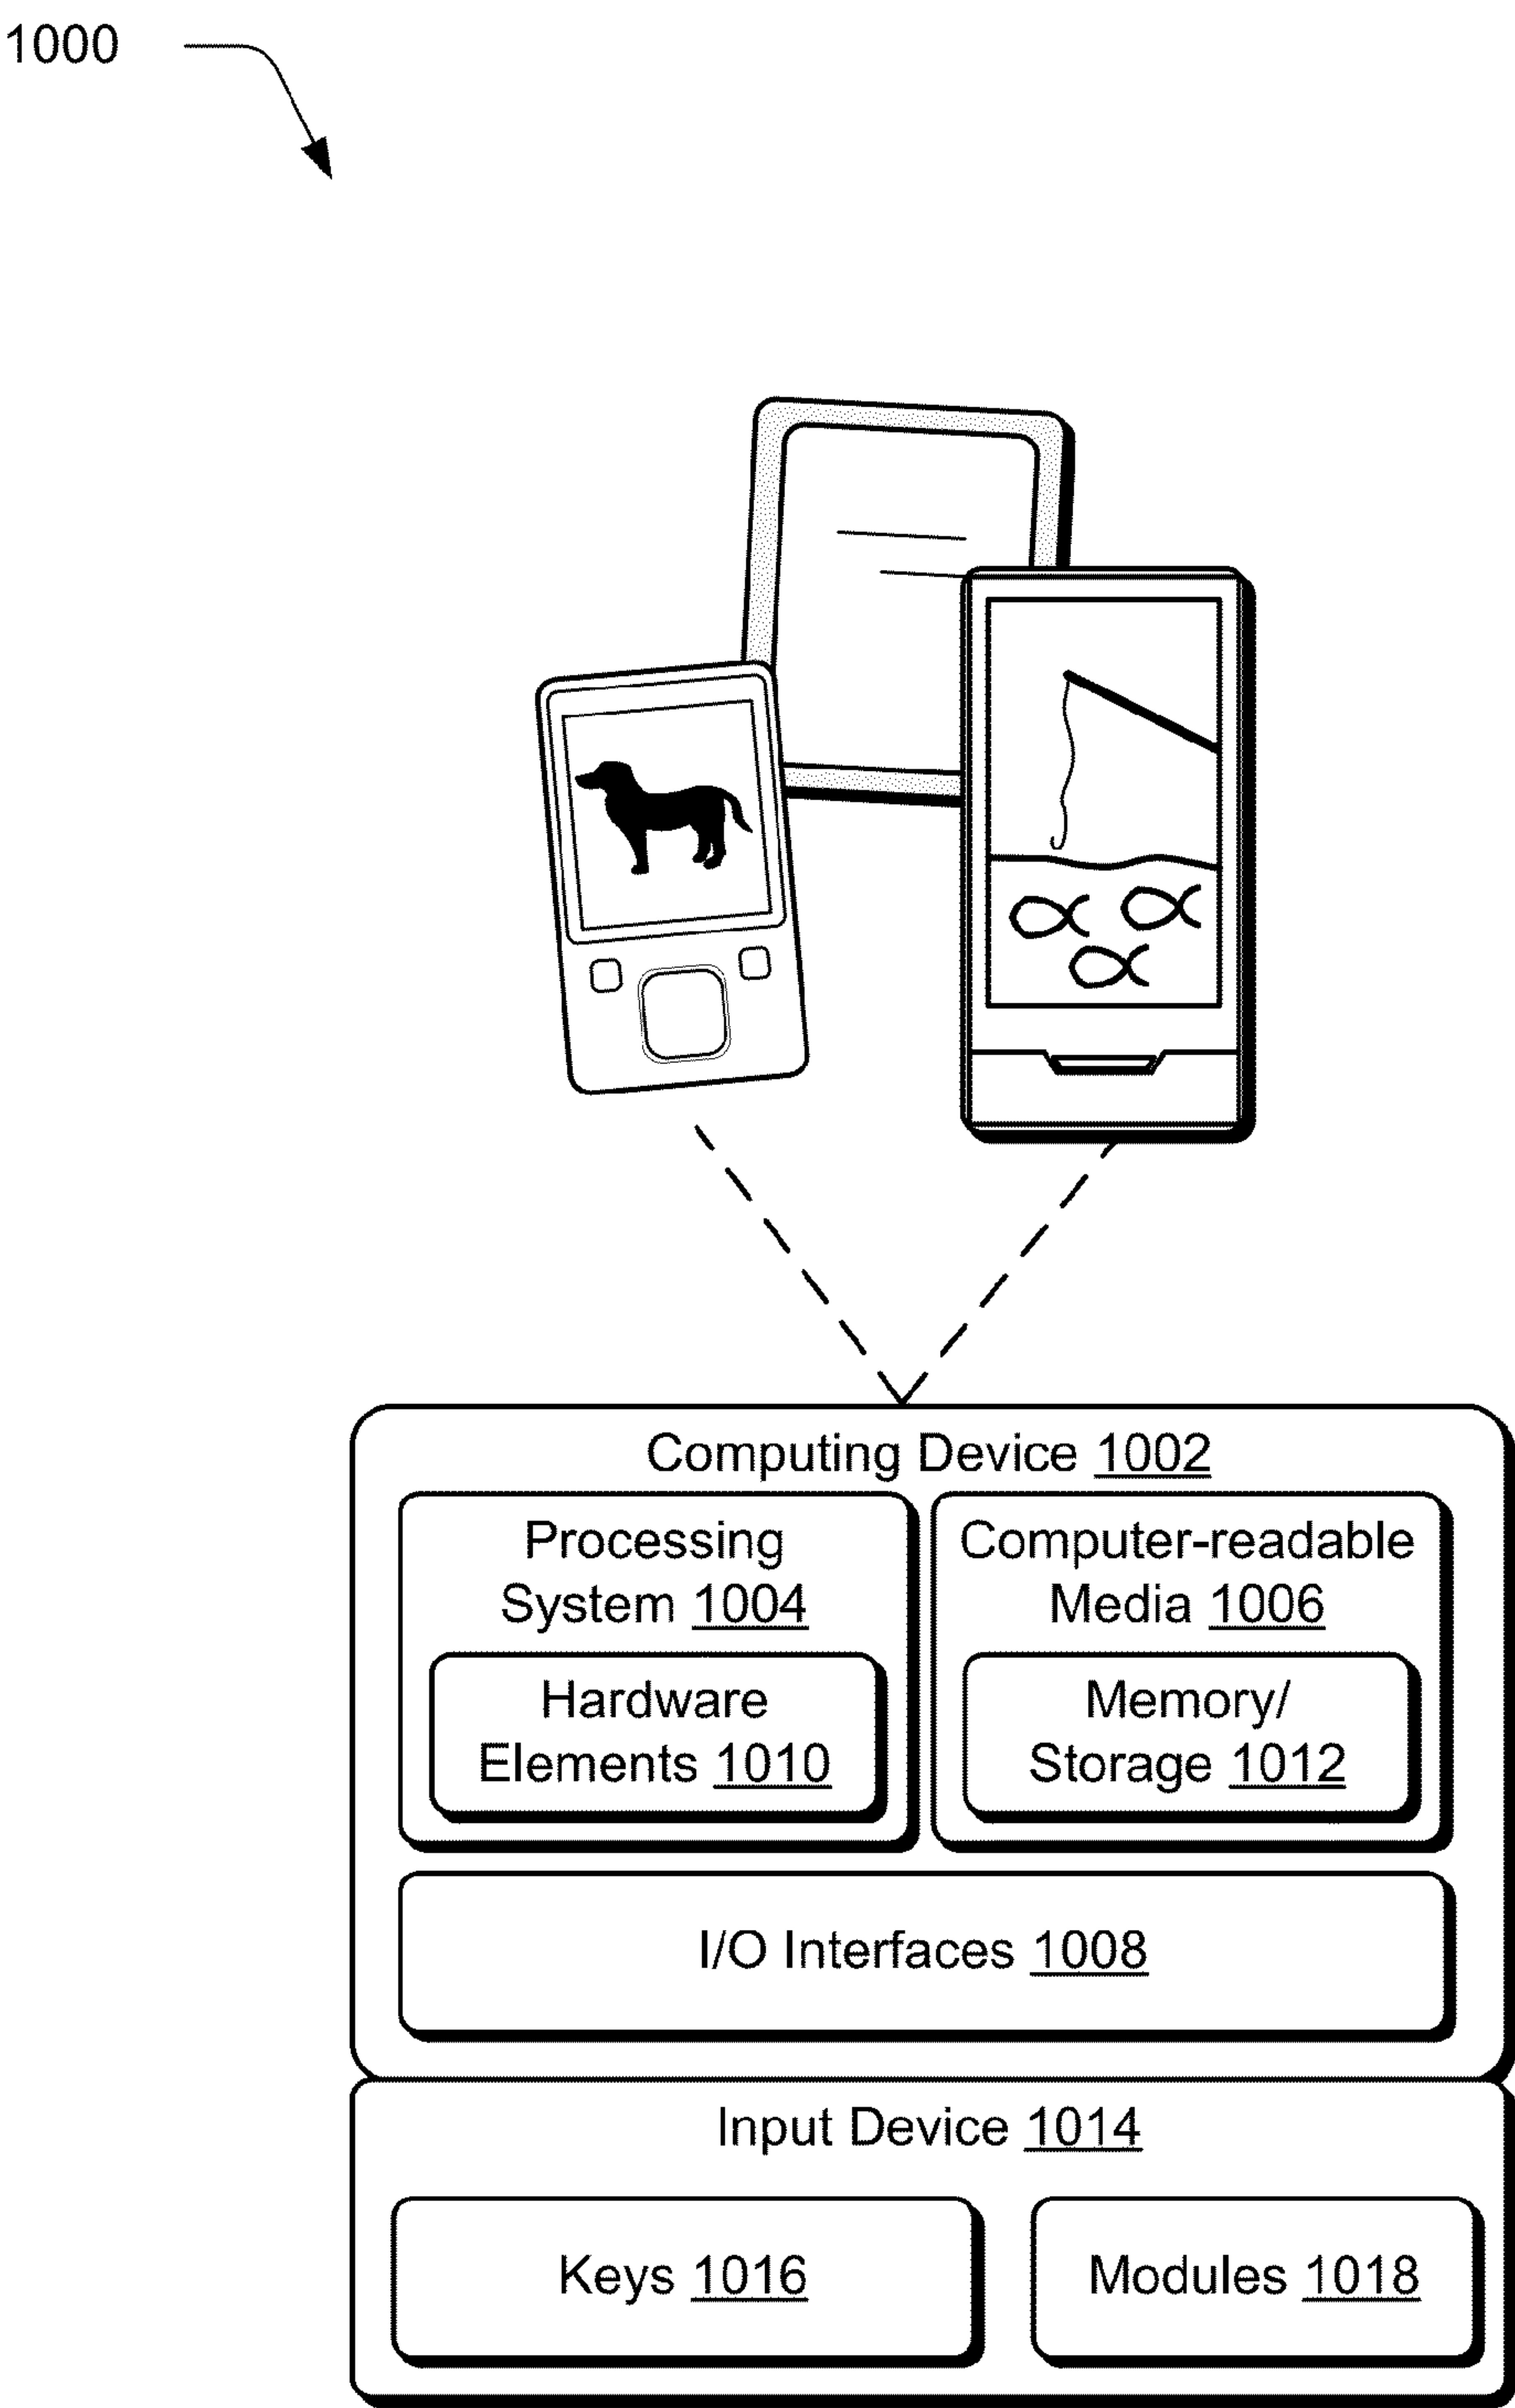 1000
Computing Device 1002
Processing
System 1004
Computer-readable
Media 1006
Hardware
Elements 1010
Memory/
Storage 1012
I/O Interfaces 1008
Input Device 1014
Keys 1016
Modules 1018